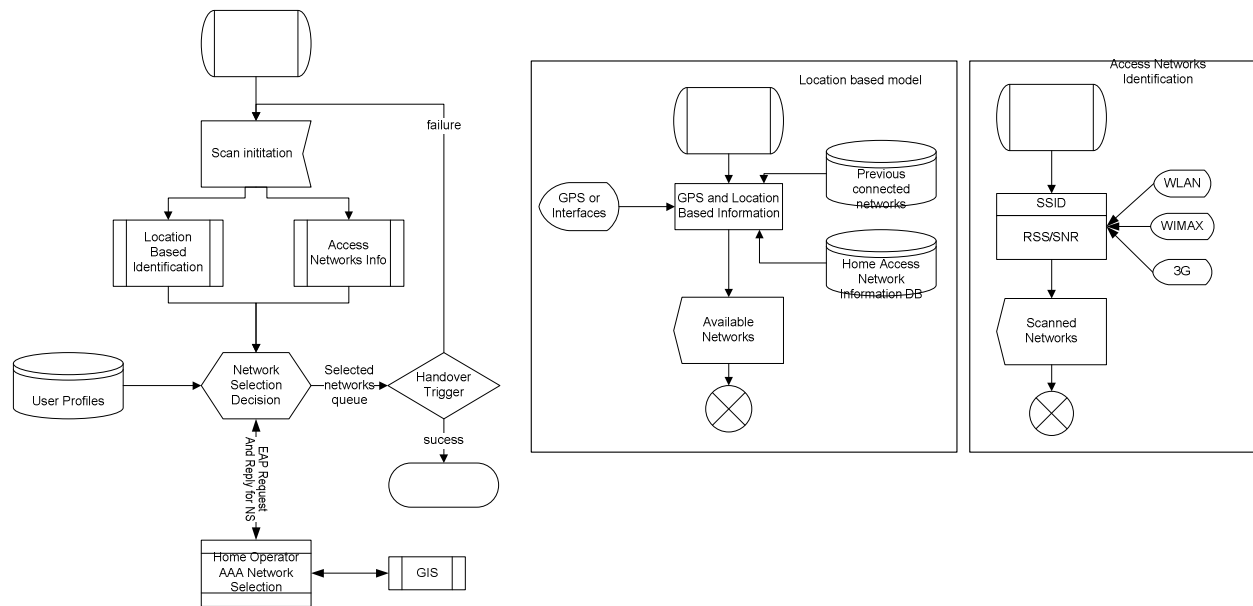 failure
Scan inititation
Location
Based
Identification
Access
Networks Info
User Profiles
Network
Selection
Decision
Selected
networks
queue
Handover
Trigger
sucess
EAP Request
And Reply for NS
Home Operator
AAA Network
Selection
GIS
Location based model
GPS or
Interfaces
GPS and Location
Based Information
Previous
connected
networks
Home Access
Network
Information DB
Available
Networks
Access Networks
Identification
SSID
RSS/SNR
WLAN
WIMAX
3G
Scanned
Networks